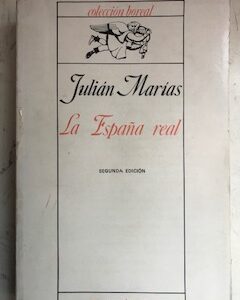 colección boreal
Julián Marías
La España real
SEGUNDA EDICIÓN